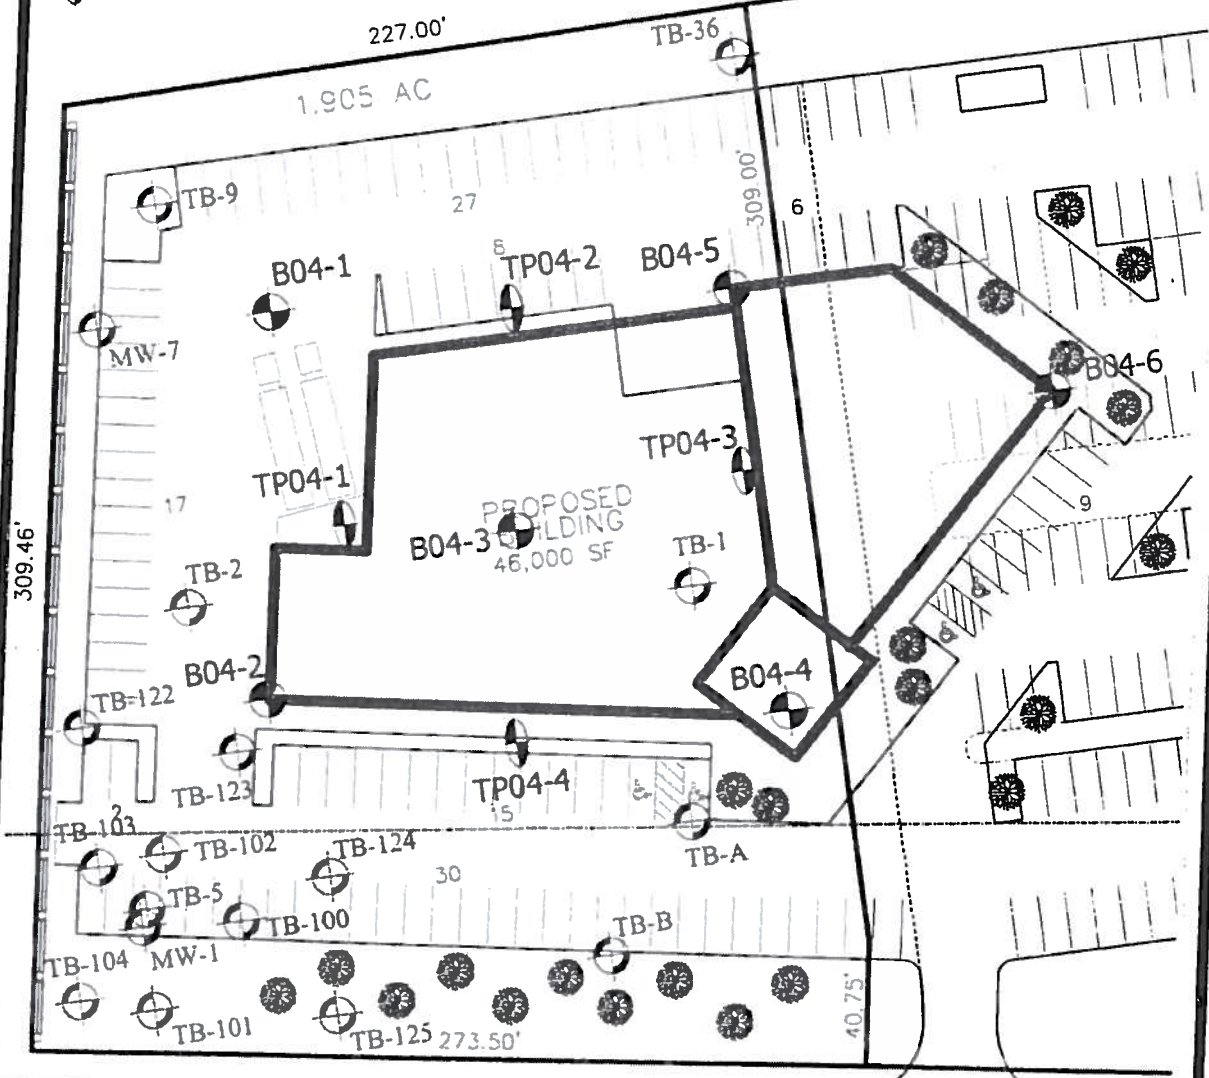 227.00'
TB-36
1.905 AC
309.00'
TB-9
27
6
8
B04-1
TP04-2
B04-5
MW-7
B04-6
TP04-3
TP04-1
PROPOSED
BUILDING
46,000 SF
17
9
B04-3
309.46'
TB-1
TB-2
B04-2
B04-4
TB-122
TP04-4
TB-123
2
15
TB-103
TB-102
TB-124
TB-A
30
TB-5
TB-100
TB-B
TB-104
MW-1
40.75'
TB-101
TB-125
273.50'